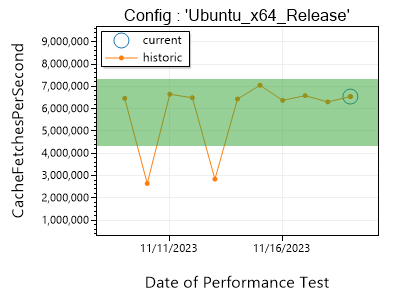 Config : 'Ubuntu_x64_Release'
CacheFetchesPerSecond
9,000,000
8,000,000
7,000,000
6,000,000
5,000,000
4,000,000
3,000,000
2,000,000
1,000,000
current
historic
11/11/2023
11/16/2023
Date of Performance Test